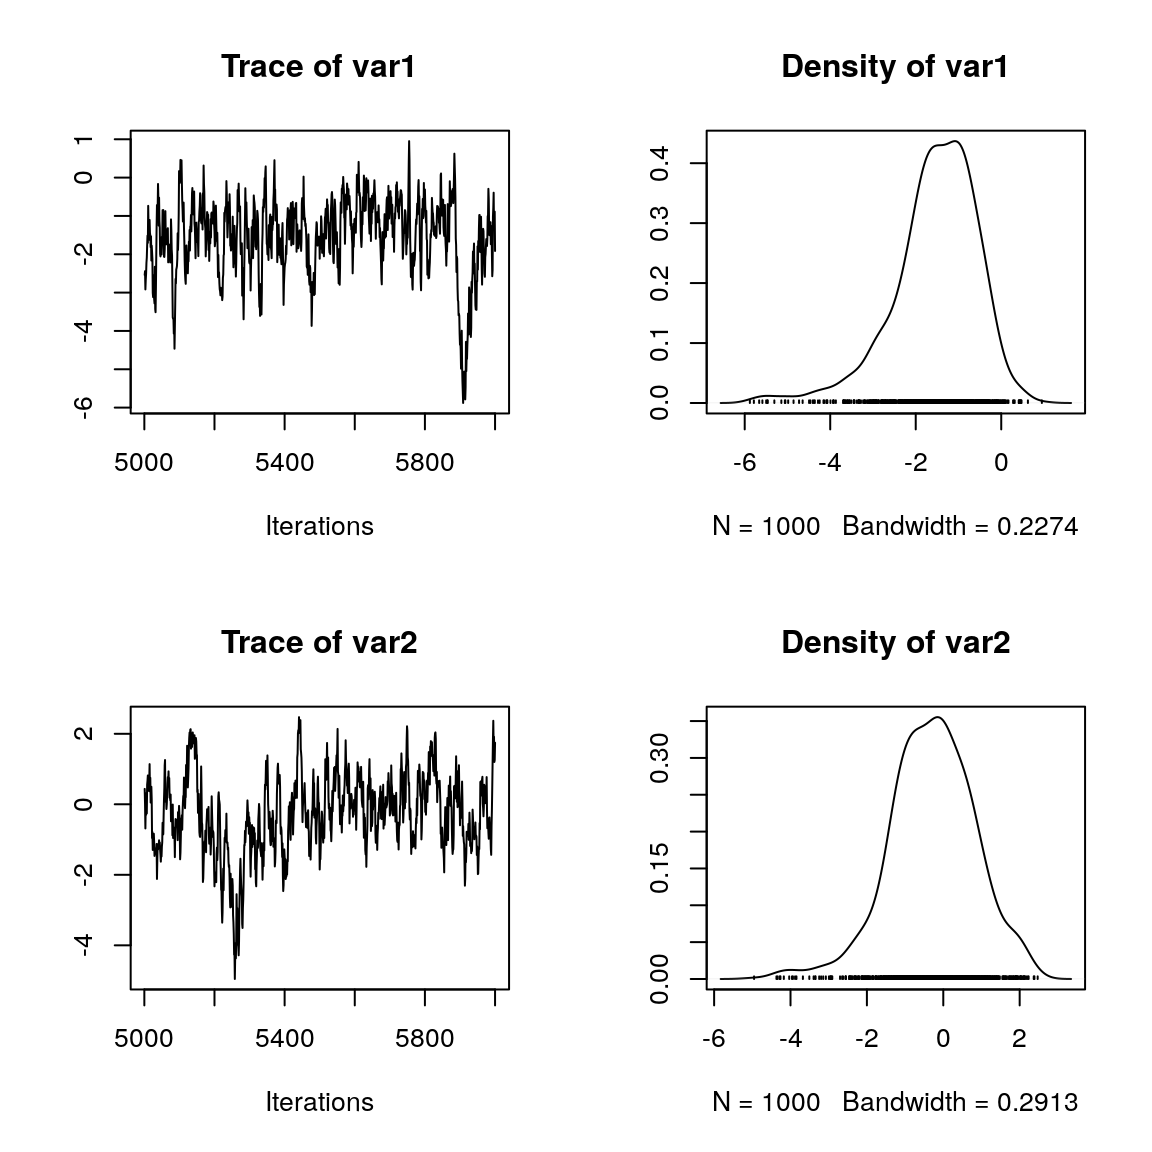 Trace of var1
1
0
-2
-4
-6
5000 5400 5800
Iterations
Density of var1
0.4
0.3
0.2
0.1
0.0
-6 -4 -2 0
N = 1000 Bandwidth = 0.2274
Trace of var2
2
0
-2
-4
5000 5400 5800
Iterations
Density of var2
0.30
0.15
0.00
-6 -4 -2 0 2
N = 1000 Bandwidth = 0.2913